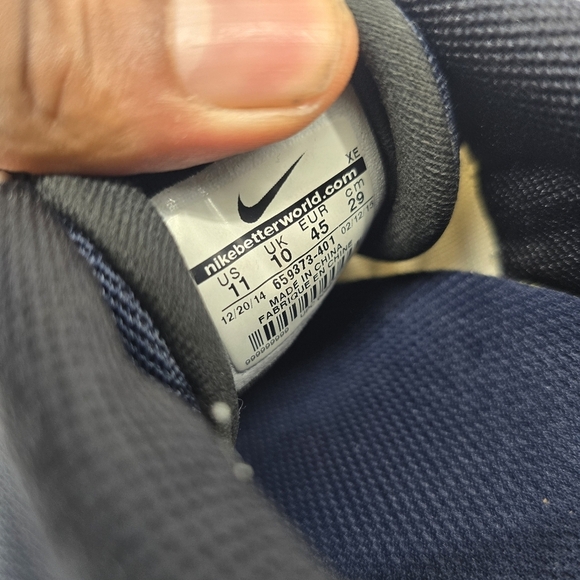 XE
nikebetterworld.com
US UK EUR cm
11 10 45 29
12/20/14 659373-401 02/12/15
MADE IN CHINA
FABRIQUE EN CHINE